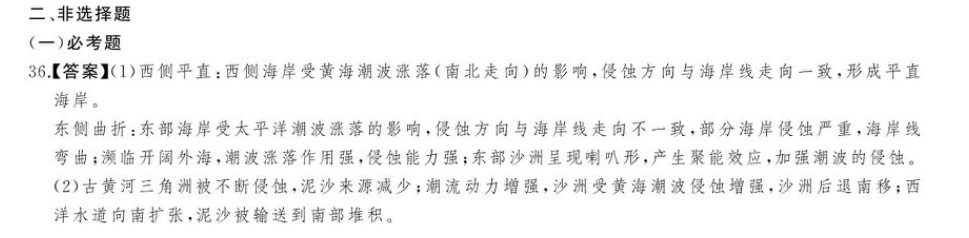 二、非选择题
(一)必考题
36.【答案】(1)西侧平直:西侧海岸受黄海潮波涨落(南北走向)的影响,侵蚀方向与海岸线走向一致,形成平直
海岸。
东侧曲折:东部海岸受太平洋潮波涨落的影响,侵蚀方向与海岸线走向不一致,部分海岸侵蚀严重,海岸线
弯曲;濒临开阔外海,潮波涨落作用强,侵蚀能力强;东部沙洲呈现喇叭形,产生聚能效应,加强潮波的侵蚀。
(2)古黄河三角洲被不断侵蚀,泥沙来源减少;潮流动力增强,沙洲受黄海潮波侵蚀增强,沙洲后退南移;西
洋水道向南扩张,泥沙被输送到南部堆积。